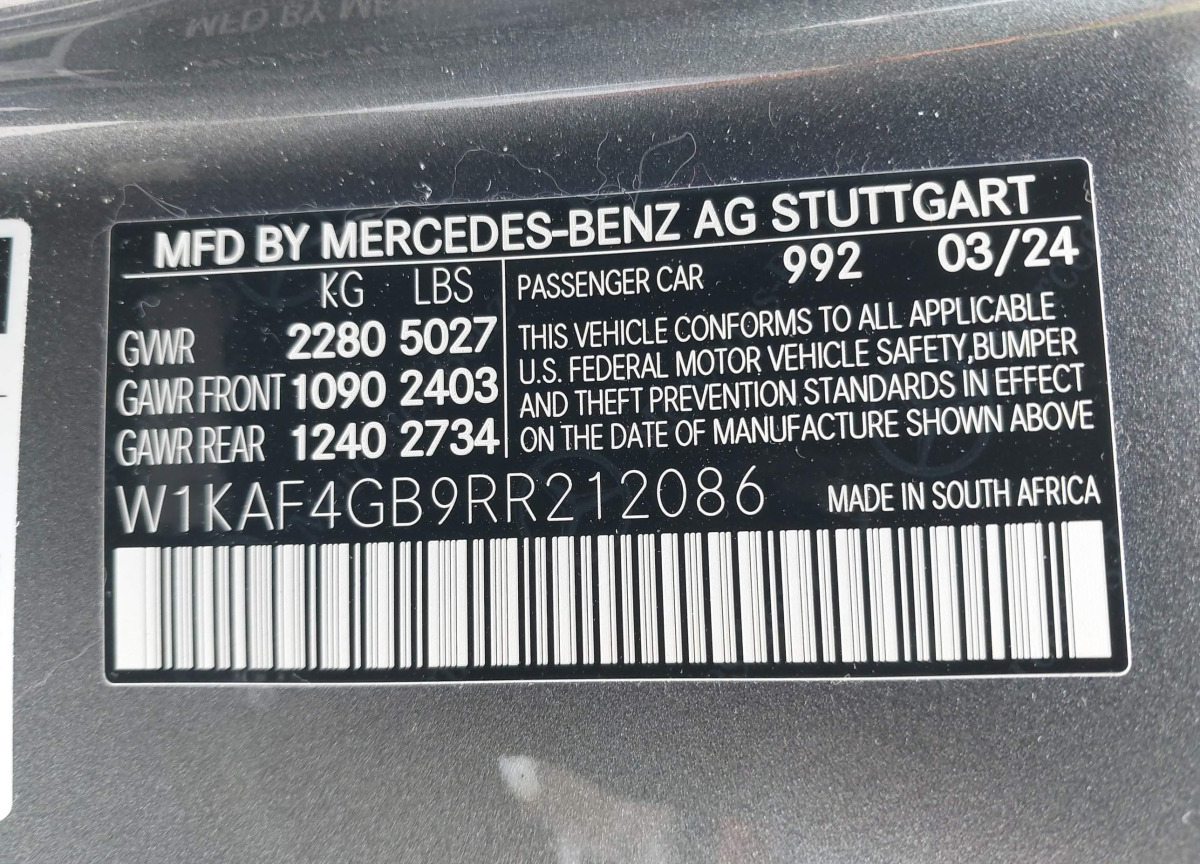 MFD BY MERCEDES-BENZ AG STUTTGART
KG LBS
GVWR 2280 5027
GAWR FRONT 1090 2403
GAWR REAR 1240 2734
PASSENGER CAR 992 03/24
THIS VEHICLE CONFORMS TO ALL APPLICABLE
U.S. FEDERAL MOTOR VEHICLE SAFETY,BUMPER
AND THEFT PREVENTION STANDARDS IN EFFECT
ON THE DATE OF MANUFACTURE SHOWN ABOVE
W1KAF4GB9RR212086
MADE IN SOUTH AFRICA